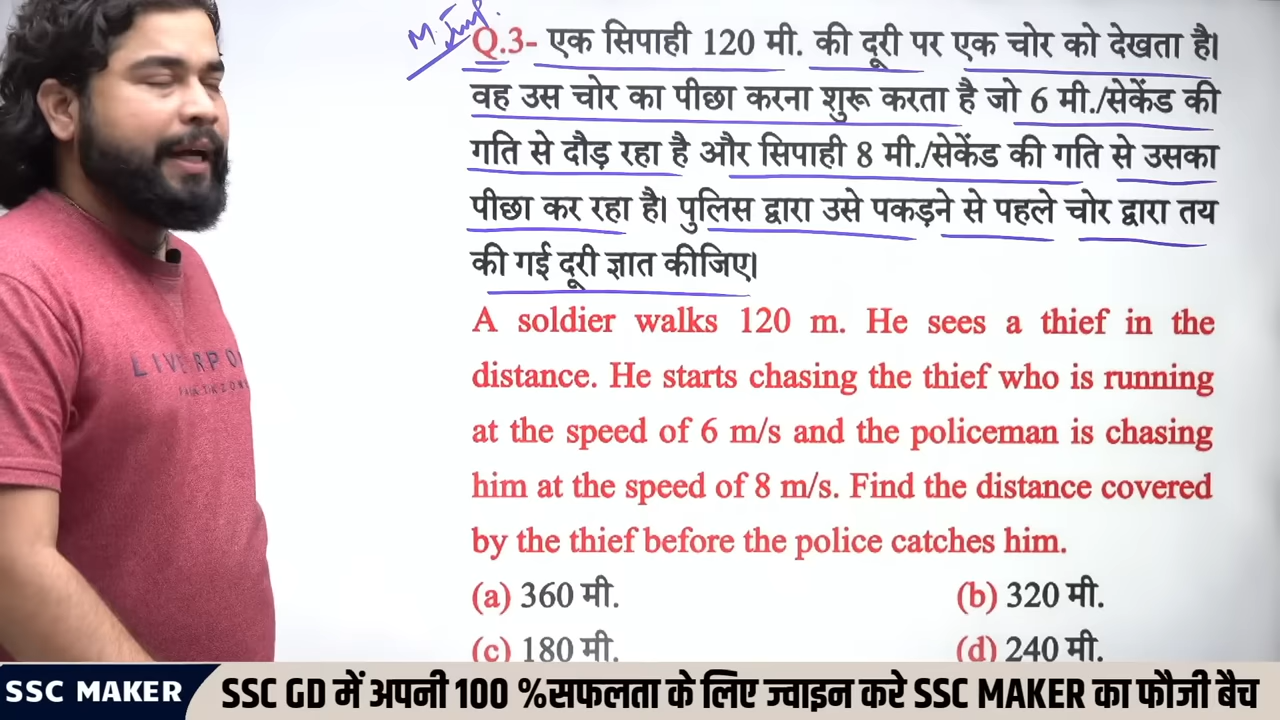 Q.3- एक सिपाही 120 मी. की दूरी पर एक चोर को देखता है।
वह उस चोर का पीछा करना शुरू करता है जो 6 मी./सेकेंड की
गति से दौड़ रहा है और सिपाही 8 मी./सेकेंड की गति से उसका
पीछा कर रहा है। पुलिस द्वारा उसे पकड़ने से पहले चोर द्वारा तय
की गई दूरी ज्ञात कीजिए।
A soldier walks 120 m. He sees a thief in the
distance. He starts chasing the thief who is running
at the speed of 6 m/s and the policeman is chasing
him at the speed of 8 m/s. Find the distance covered
by the thief before the police catches him.
(a) 360 मी. (b) 320 मी.
(c) 180 मी. (d) 240 मी.
SSC MAKER SSC GD में अपनी 100 %सफलता के लिए ज्वाइन करे SSC MAKER का फौजी बैच